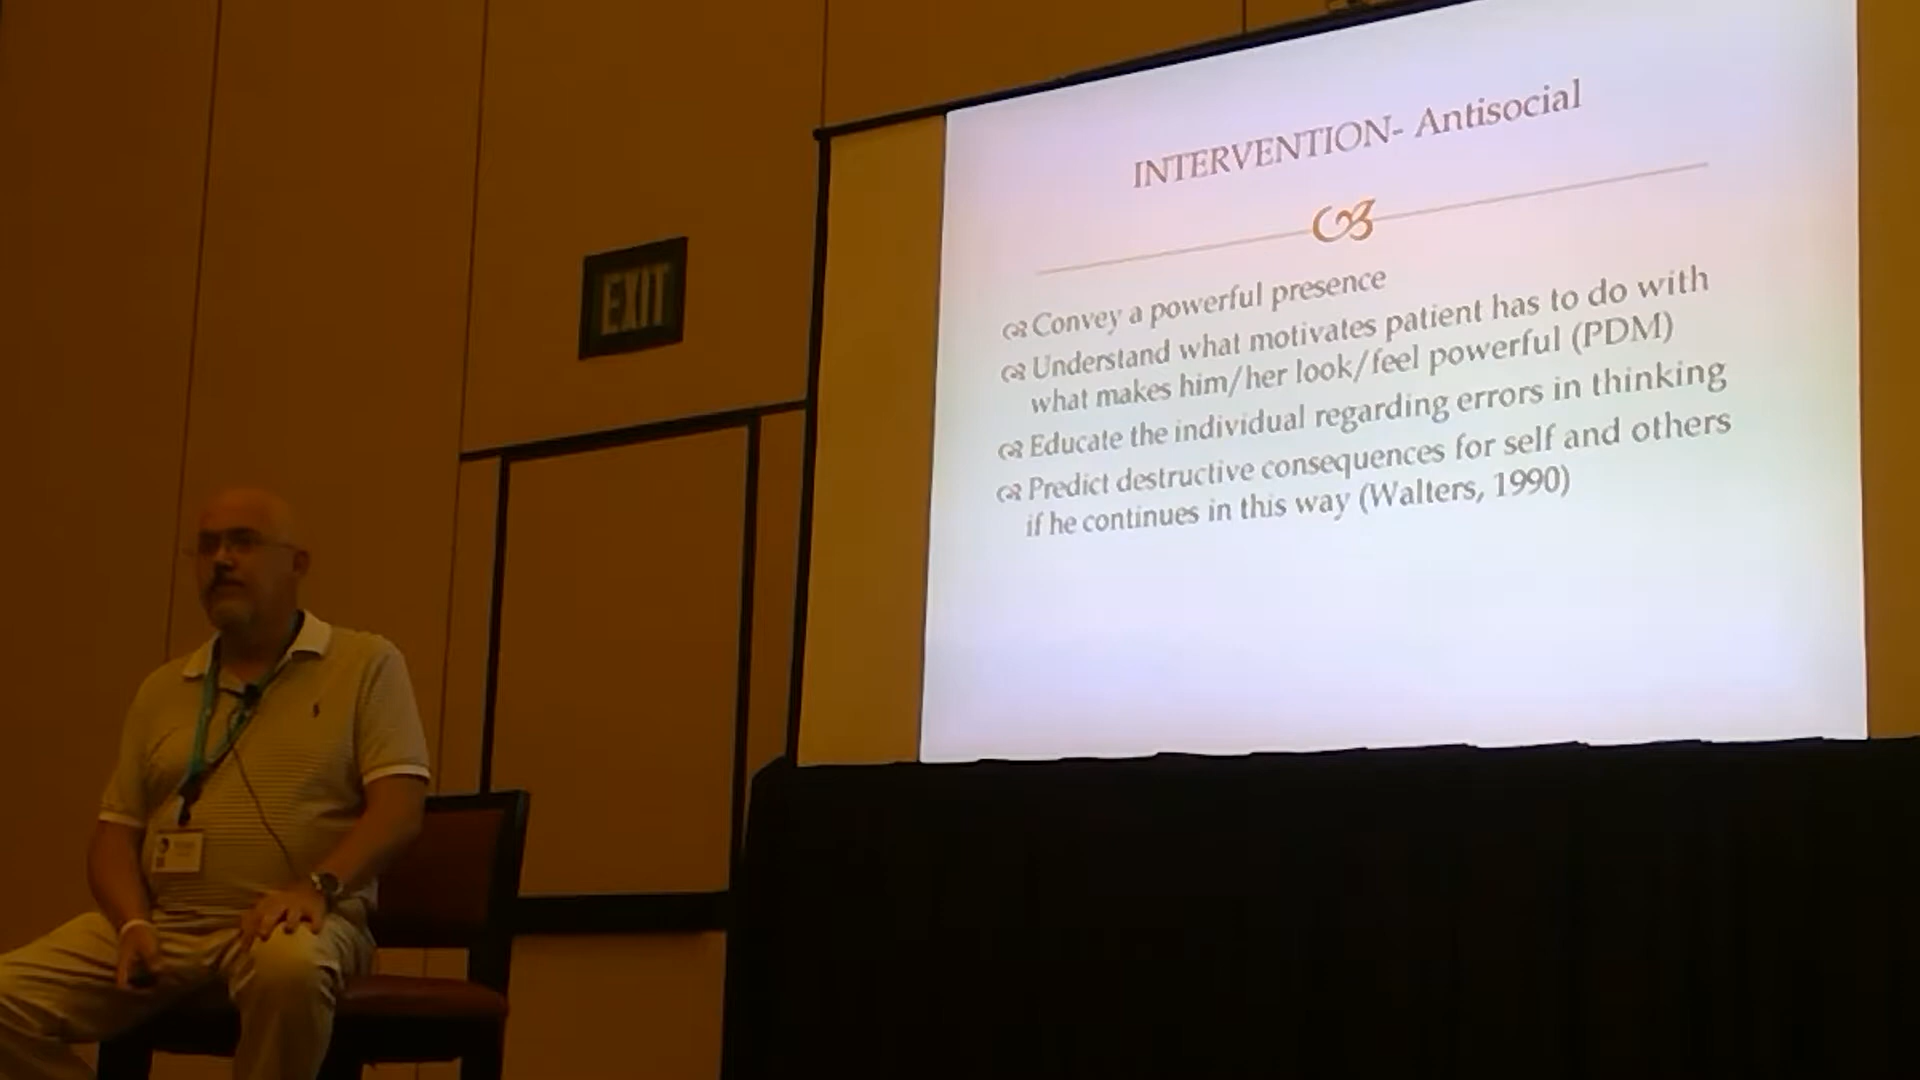 EXIT
INTERVENTION- Antisocial
Convey a powerful presence
Understand what motivates patient has to do with
what makes him/her look/feel powerful (PDM)
Educate the individual regarding errors in thinking
Predict destructive consequences for self and others
if he continues in this way (Walters, 1990)